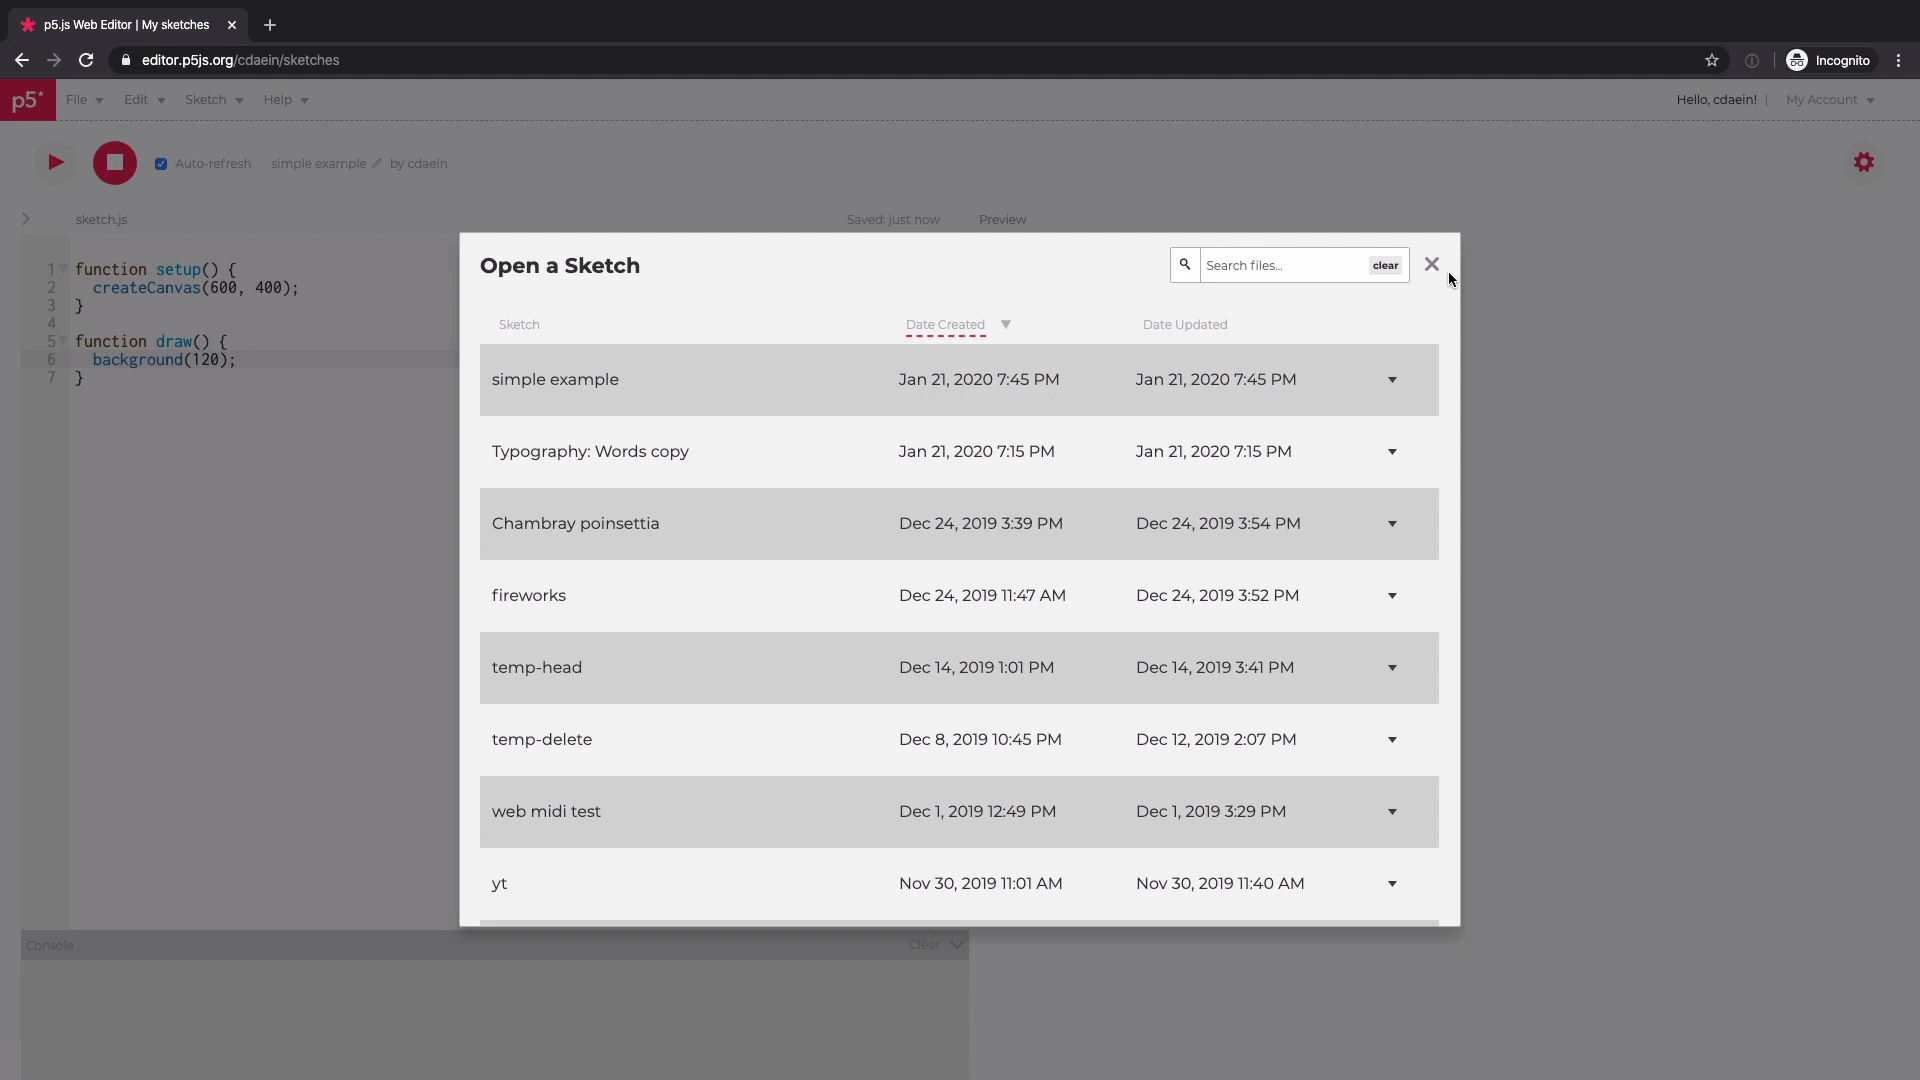 p5.js Web Editor | My sketches
editor.p5js.org/cdaein/sketches
Incognito
p5* File Edit Sketch Help Hello, cdaein! | My Account
Auto-refresh simple example by cdaein
sketch.js Saved: just now Preview
1 function setup() {
2 createCanvas(600, 400);
3 }
4
5 function draw() {
6 background(120);
7 }
Open a Sketch
Search files... clear
Sketch Date Created Date Updated
simple example Jan 21, 2020 7:45 PM Jan 21, 2020 7:45 PM
Typography: Words copy Jan 21, 2020 7:15 PM Jan 21, 2020 7:15 PM
Chambray poinsettia Dec 24, 2019 3:39 PM Dec 24, 2019 3:54 PM
fireworks Dec 24, 2019 11:47 AM Dec 24, 2019 3:52 PM
temp-head Dec 14, 2019 1:01 PM Dec 14, 2019 3:41 PM
temp-delete Dec 8, 2019 10:45 PM Dec 12, 2019 2:07 PM
web midi test Dec 1, 2019 12:49 PM Dec 1, 2019 3:29 PM
yt Nov 30, 2019 11:01 AM Nov 30, 2019 11:40 AM
Console Clear